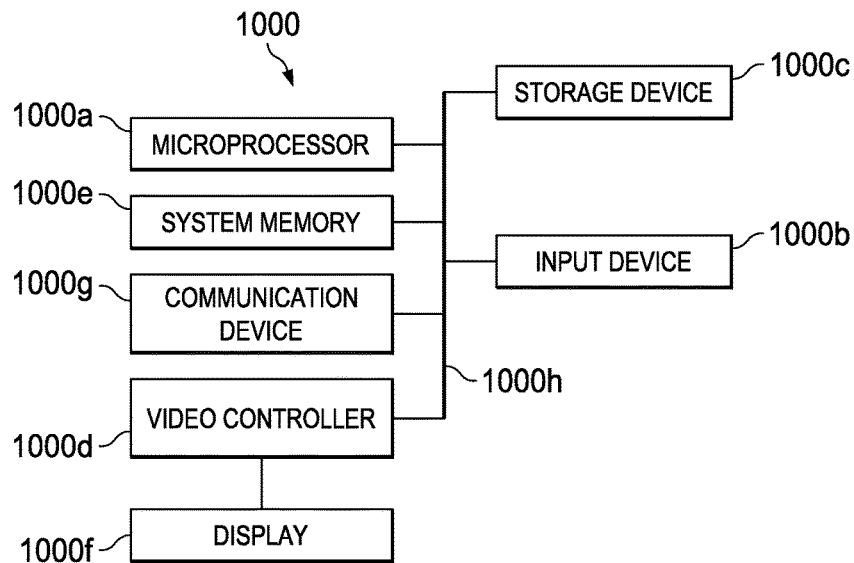 1000
1000c
STORAGE DEVICE
1000a
MICROPROCESSOR
1000e
SYSTEM MEMORY
1000b
INPUT DEVICE
1000g
COMMUNICATION
DEVICE
1000h
VIDEO CONTROLLER
1000d
DISPLAY
1000f